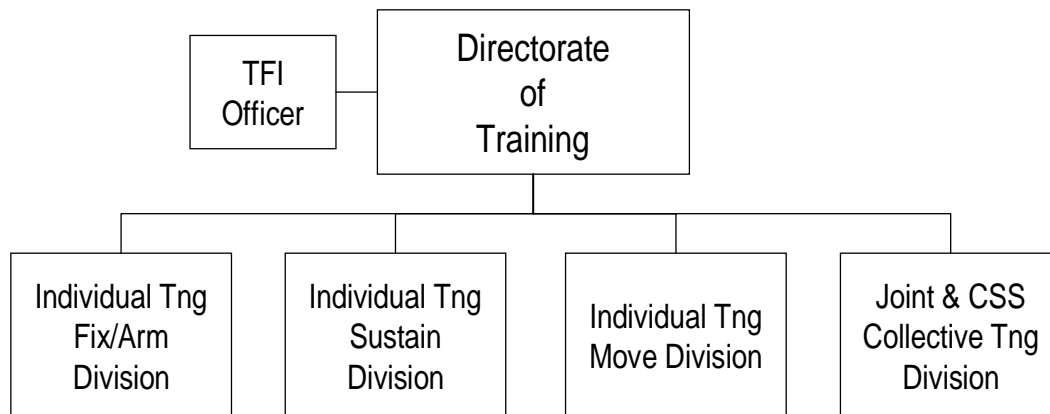 TFI
Officer
Directorate
of
Training
Individual Tng
Fix/Arm
Division
Individual Tng
Sustain
Division
Individual Tng
Move Division
Joint & CSS
Collective Tng
Division